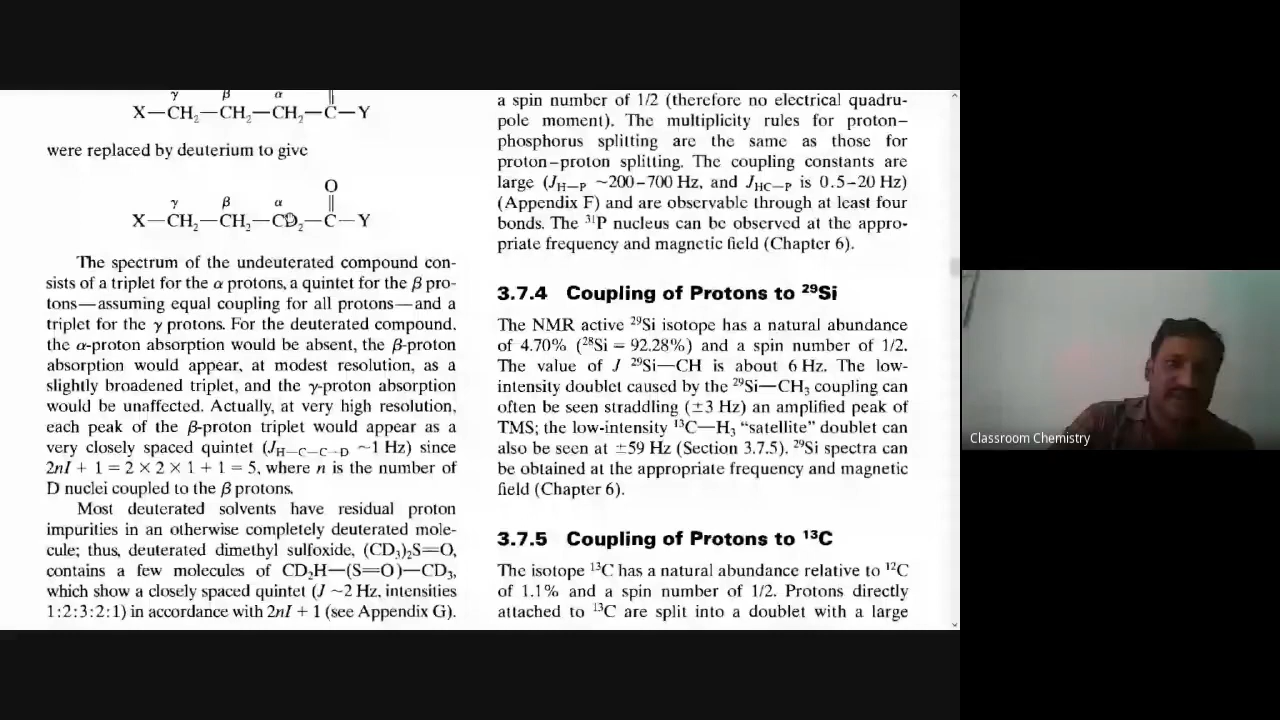 γ β α
X—CH₂—CH₂—CH₂—C—Y
were replaced by deuterium to give
O
γ β α ||
X—CH₂—CH₂—CD₂—C—Y
The spectrum of the undeuterated compound con-
sists of a triplet for the α protons, a quintet for the β pro-
tons—assuming equal coupling for all protons—and a
triplet for the γ protons. For the deuterated compound,
the α-proton absorption would be absent, the β-proton
absorption would appear, at modest resolution, as a
slightly broadened triplet, and the γ-proton absorption
would be unaffected. Actually, at very high resolution,
each peak of the β-proton triplet would appear as a
very closely spaced quintet (J_H—C—C—D ~1 Hz) since
2nI + 1 = 2 × 2 × 1 + 1 = 5, where n is the number of
D nuclei coupled to the β protons.
Most deuterated solvents have residual proton
impurities in an otherwise completely deuterated mole-
cule; thus, deuterated dimethyl sulfoxide, (CD₃)₂S=O,
contains a few molecules of CD₂H—(S=O)—CD₃,
which show a closely spaced quintet (J ~2 Hz, intensities
1:2:3:2:1) in accordance with 2nI + 1 (see Appendix G).
a spin number of 1/2 (therefore no electrical quadru-
pole moment). The multiplicity rules for proton–
phosphorus splitting are the same as those for
proton–proton splitting. The coupling constants are
large (J_H—P ~200–700 Hz, and J_HC—P is 0.5–20 Hz)
(Appendix F) and are observable through at least four
bonds. The ³¹P nucleus can be observed at the appro-
priate frequency and magnetic field (Chapter 6).
3.7.4 Coupling of Protons to ²⁹Si
The NMR active ²⁹Si isotope has a natural abundance
of 4.70% (²⁸Si = 92.28%) and a spin number of 1/2.
The value of J ²⁹Si—CH is about 6 Hz. The low-
intensity doublet caused by the ²⁹Si—CH₃ coupling can
often be seen straddling (±3 Hz) an amplified peak of
TMS; the low-intensity ¹³C—H₃ “satellite” doublet can
also be seen at ±59 Hz (Section 3.7.5). ²⁹Si spectra can
be obtained at the appropriate frequency and magnetic
field (Chapter 6).
3.7.5 Coupling of Protons to ¹³C
The isotope ¹³C has a natural abundance relative to ¹²C
of 1.1% and a spin number of 1/2. Protons directly
attached to ¹³C are split into a doublet with a large
Classroom Chemistry